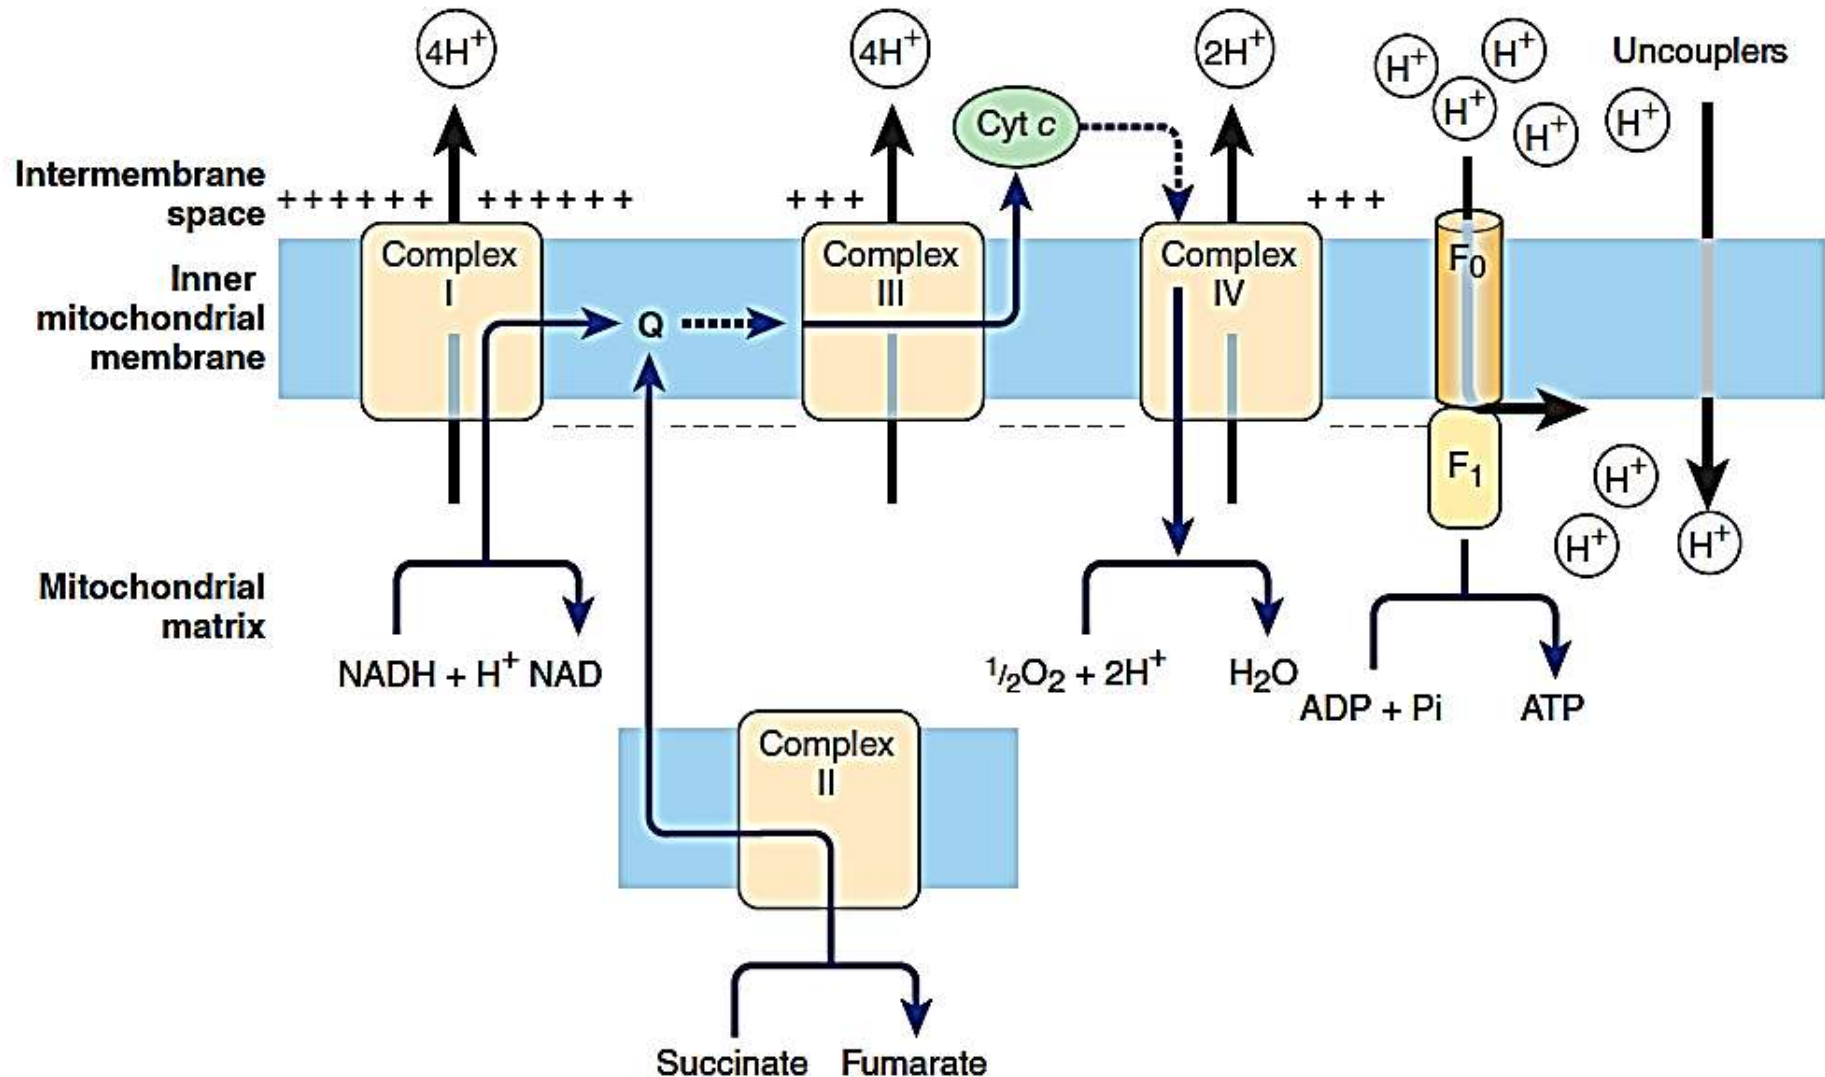 4H+
4H+
2H+
H+
H+
H+
H+
H+
Uncouplers
Cyt c
Intermembrane
space
++++++ ++++++
+++
+++
Inner
mitochondrial
membrane
Complex
I
Q
Complex
III
Complex
IV
F0
F1
H+
H+
H+
Mitochondrial
matrix
NADH + H+ NAD
1/2O2 + 2H+
H2O
ADP + Pi
ATP
Complex
II
Succinate
Fumarate